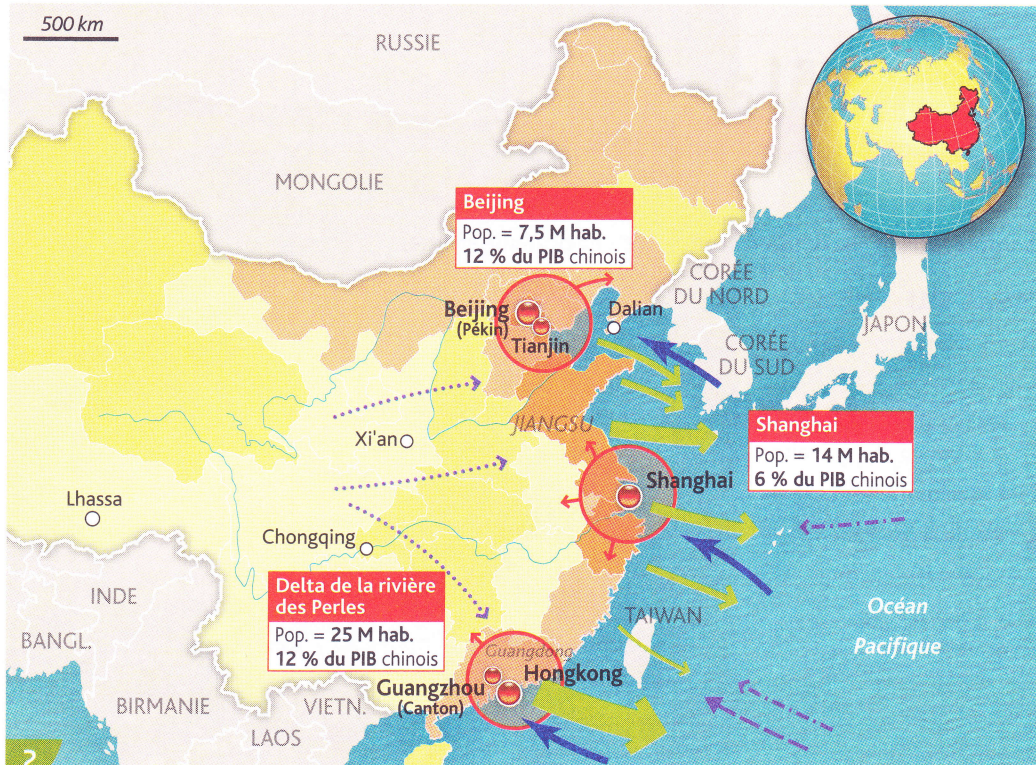 500 km
RUSSIE
MONGOLIE
Beijing
Pop. = 7,5 M hab.
12 % du PIB chinois
CORÉE
DU NORD
Beijing
(Pékin)
Tianjin
Dalian
JAPON
CORÉE
DU SUD
JIANGSU
Xi'an
Shanghai
Pop. = 14 M hab.
6 % du PIB chinois
Shanghai
Lhassa
Chongqing
Delta de la rivière
des Perles
Pop. = 25 M hab.
12 % du PIB chinois
INDE
BANGL.
TAIWAN
Océan
Pacifique
Guangdong
Hongkong
Guangzhou
(Canton)
BIRMANIE
VIETN.
LAOS
2